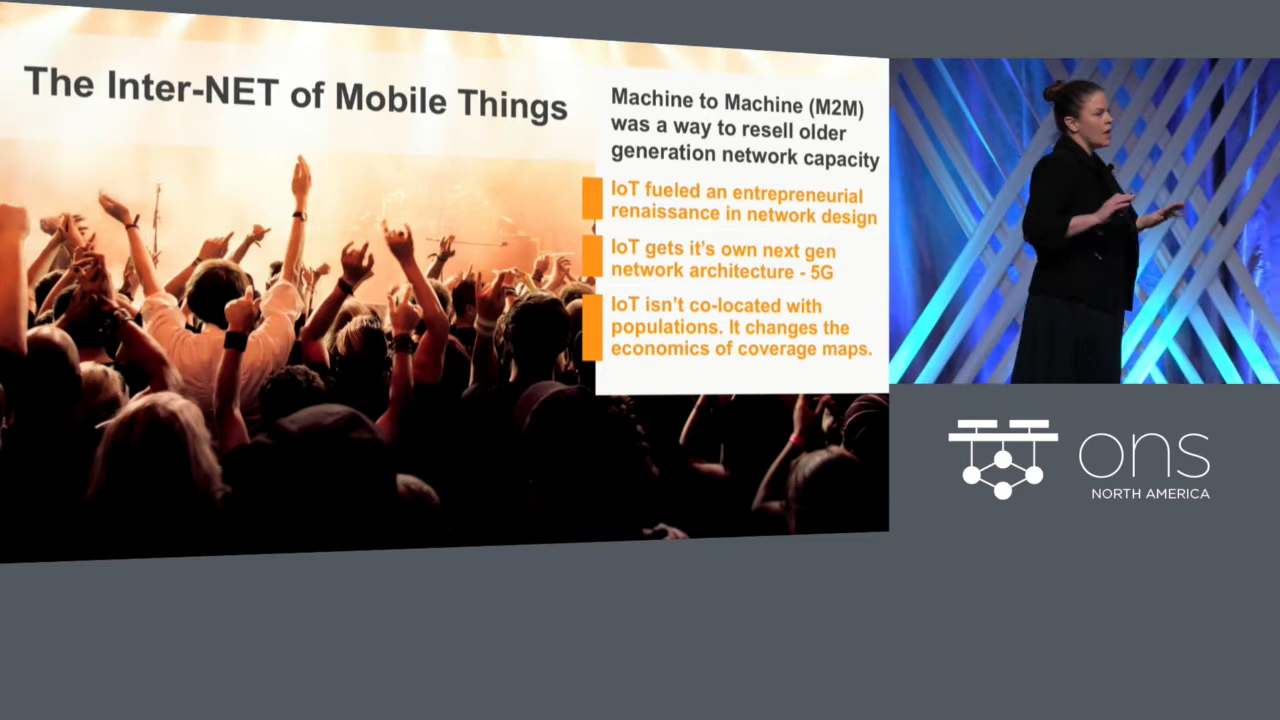 The Inter-NET of Mobile Things
Machine to Machine (M2M)
was a way to resell older
generation network capacity
IoT fueled an entrepreneurial
renaissance in network design
IoT gets it's own next gen
network architecture - 5G
IoT isn't co-located with
populations. It changes the
economics of coverage maps.
ons
NORTH AMERICA